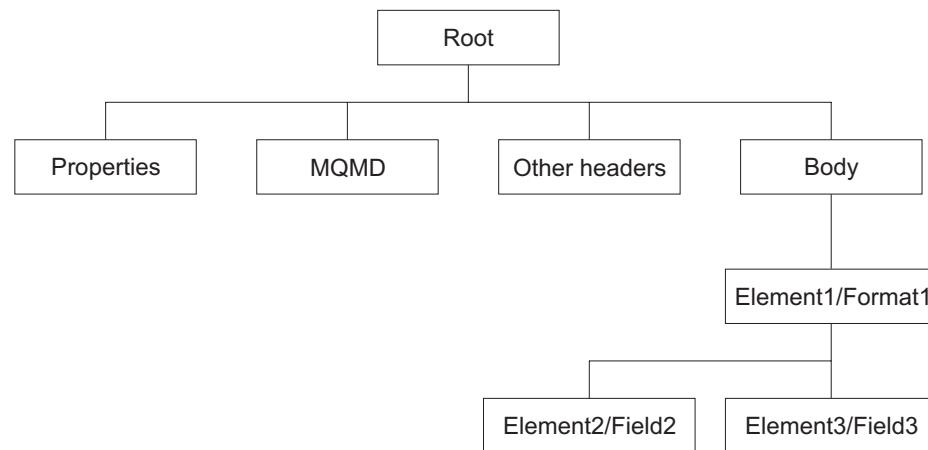 Root
Properties
MQMD
Other headers
Body
Element1/Format1
Element2/Field2
Element3/Field3